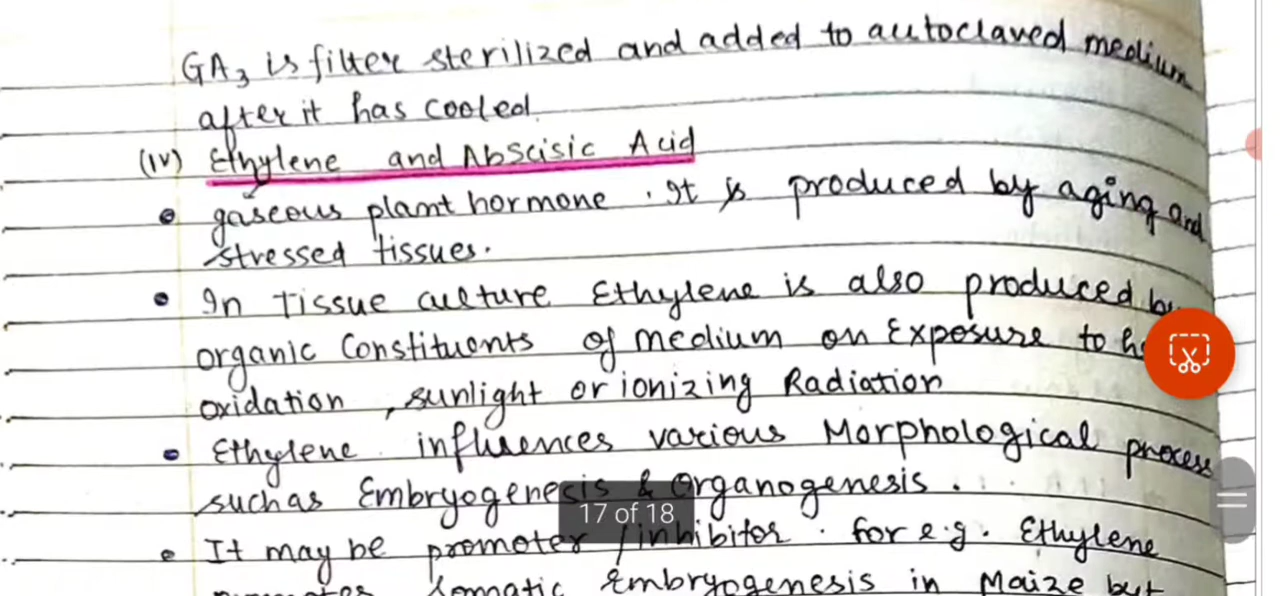 GA3 is filter sterilized and added to autoclaved medium
after it has cooled.
(IV) Ethylene and Abscisic Acid
gaseous plant hormone. It is produced by aging and
stressed tissues.
In Tissue culture Ethylene is also produced by
organic Constituents of medium on Exposure to
oxidation, sunlight or ionizing Radiation
Ethylene influences various Morphological process
such as Embryogenesis & Organogenesis.
17 of 18
It may be promoter / inhibitor. for e.g. Ethylene
somatic Embryogenesis in Maize but